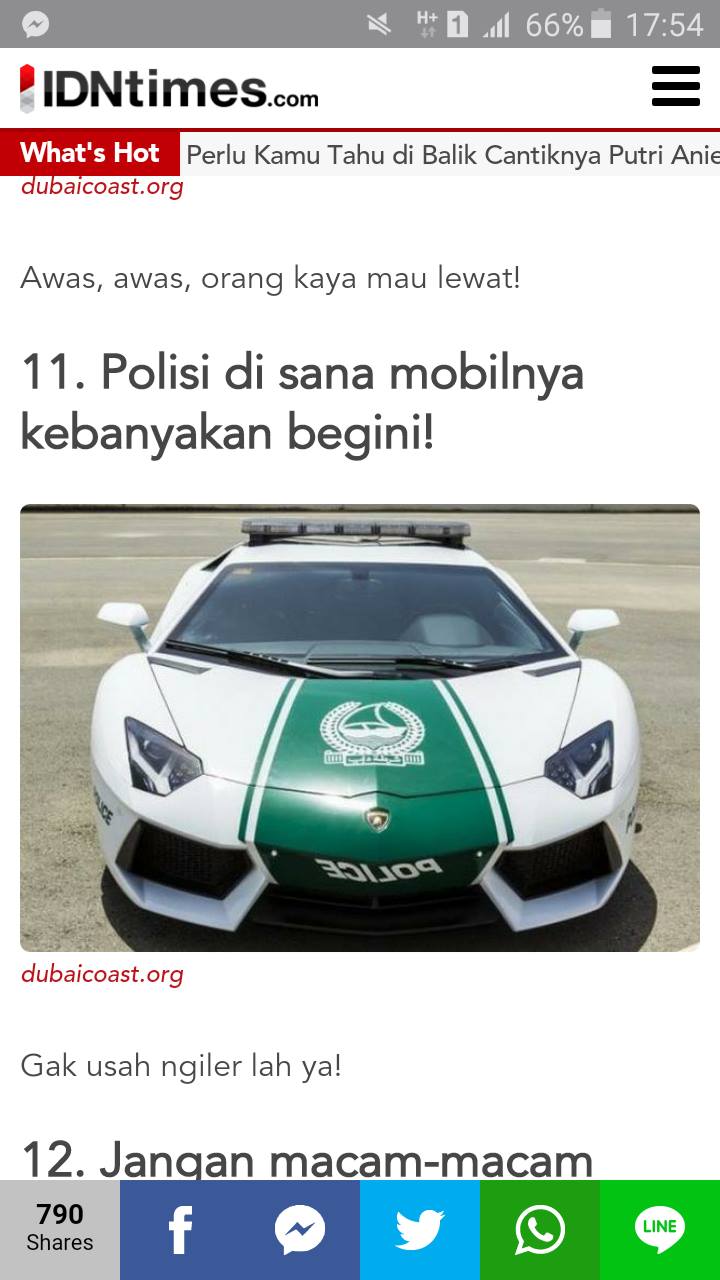 H+ 1 66% 17:54
IDNtimes.com
What's Hot Perlu Kamu Tahu di Balik Cantiknya Putri Anie
dubaicoast.org
Awas, awas, orang kaya mau lewat!
11. Polisi di sana mobilnya
kebanyakan begini!
POLICE
dubaicoast.org
Gak usah ngiler lah ya!
12. Jangan macam-macam
790
Shares
LINE